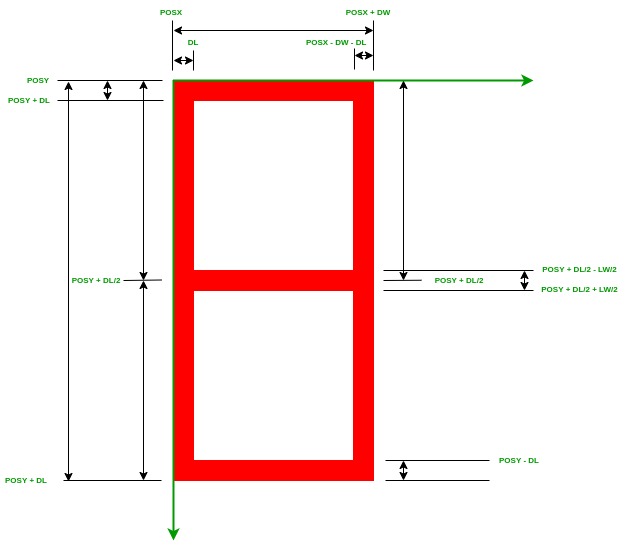 POSX
POSX + DW
DL
POSX - DW - DL
POSY
POSY + DL
POSY + DL/2
POSY + DL/2
POSY + DL/2 - LW/2
POSY + DL/2 + LW/2
POSY - DL
POSY + DL